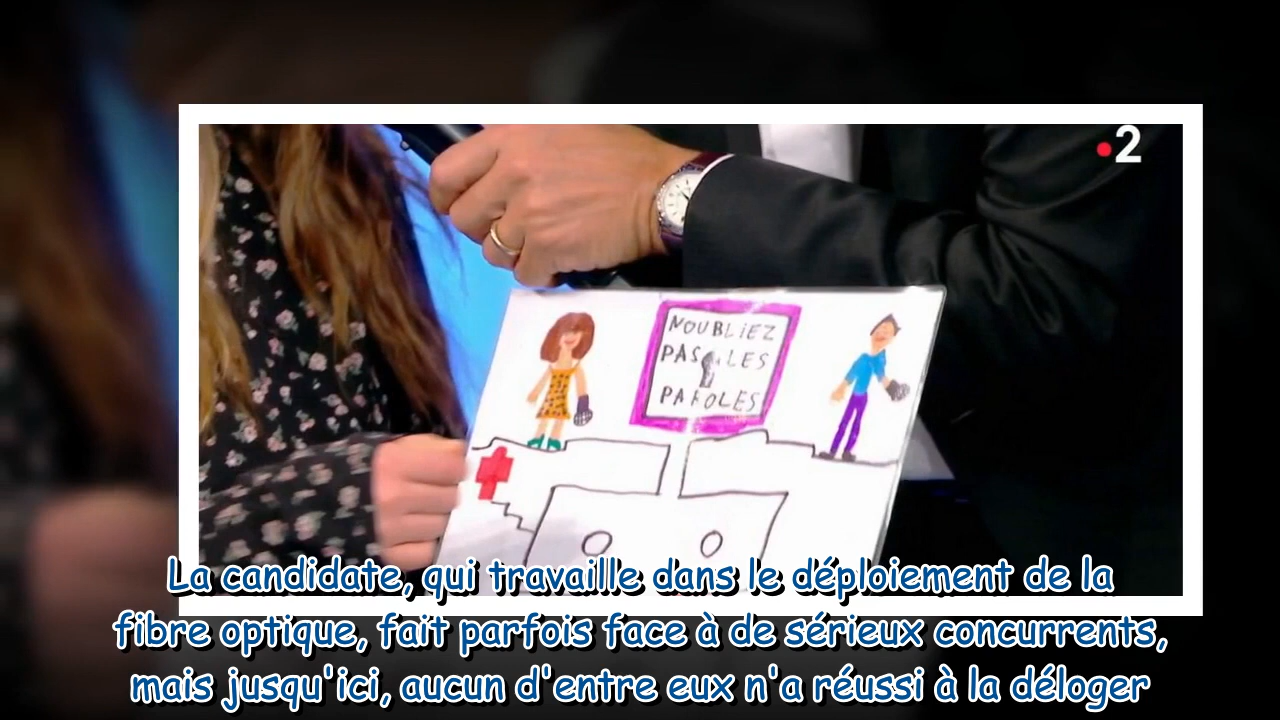 2
NOUBLIEZ
PAS LES
PAROLES
La candidate, qui travaille dans le déploiement de la
fibre optique, fait parfois face à de sérieux concurrents,
mais jusqu'ici, aucun d'entre eux n'a réussi à la déloger